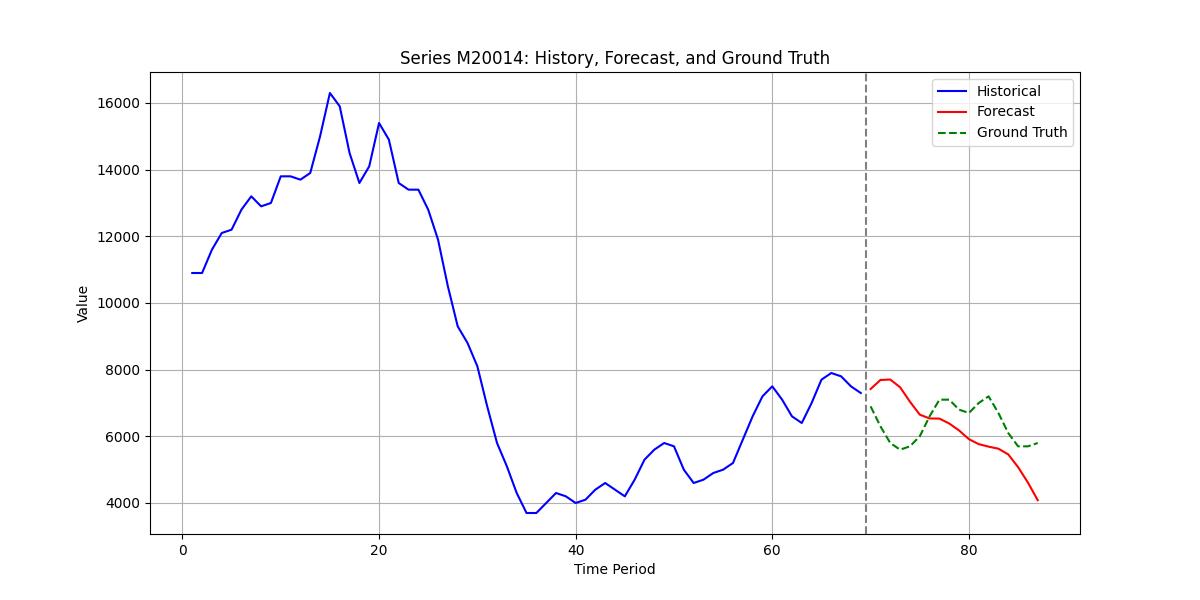 Series M20014: History, Forecast, and Ground Truth
Historical
Forecast
Ground Truth
Value
16000
14000
12000
10000
8000
6000
4000
0 20 40 60 80
Time Period